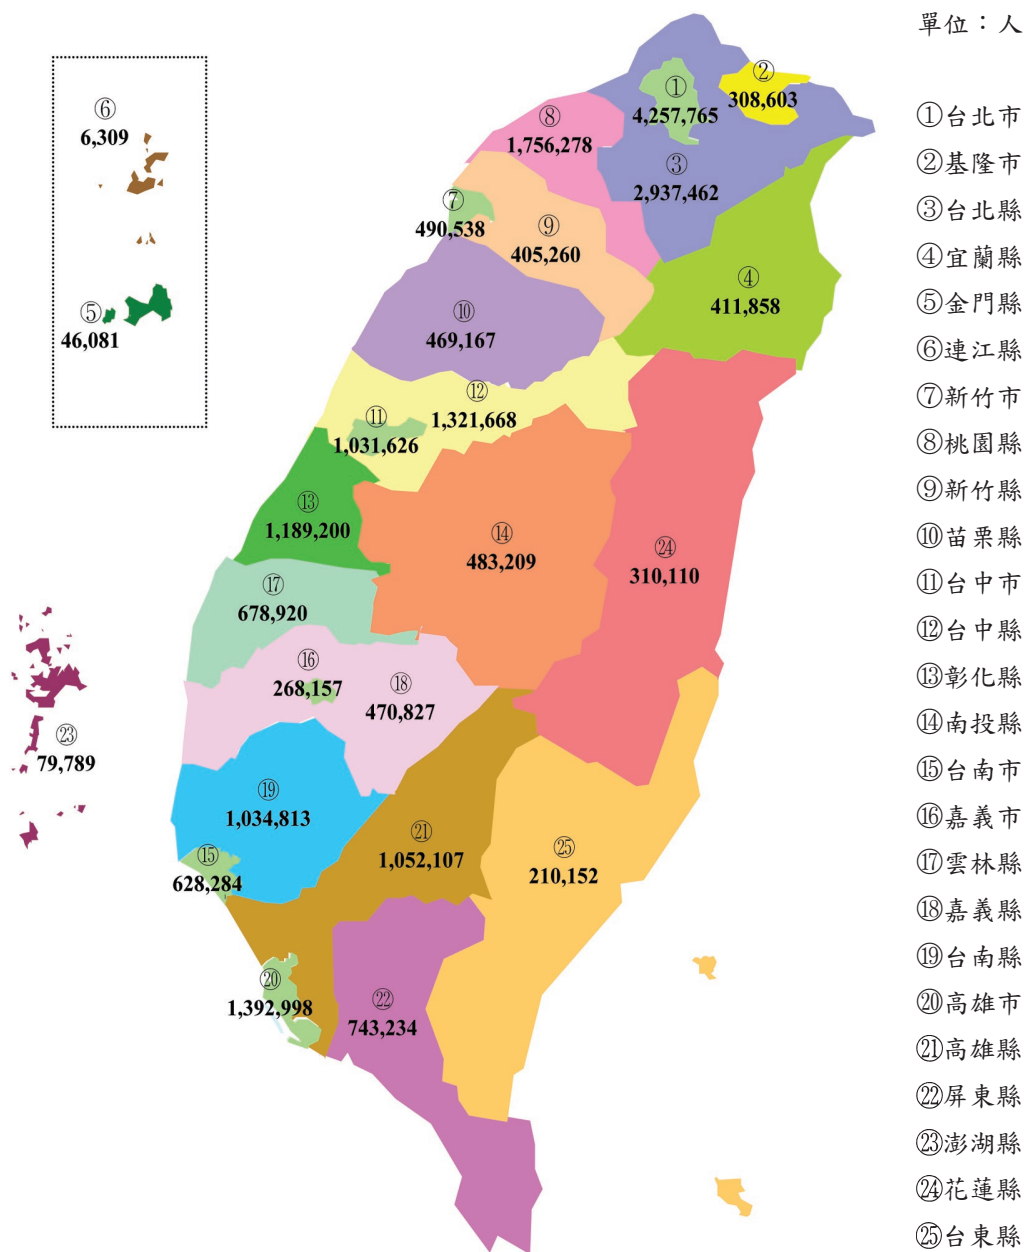 單位：人
①台北市
②基隆市
③台北縣
④宜蘭縣
⑤金門縣
⑥連江縣
⑦新竹市
⑧桃園縣
⑨新竹縣
⑩苗栗縣
⑪台中市
⑫台中縣
⑬彰化縣
⑭南投縣
⑮台南市
⑯嘉義市
⑰雲林縣
⑱嘉義縣
⑲台南縣
⑳高雄市
㉑高雄縣
㉒屏東縣
㉓澎湖縣
㉔花蓮縣
㉕台東縣
⑥
6,309
⑤
46,081
①
4,257,765
②
308,603
⑧
1,756,278
③
2,937,462
⑦
490,538
⑨
405,260
④
411,858
⑩
469,167
⑫
1,321,668
⑪
1,031,626
⑬
1,189,200
⑭
483,209
㉔
310,110
⑰
678,920
⑯
268,157
⑱
470,827
㉓
79,789
⑲
1,034,813
㉑
1,052,107
㉕
210,152
⑮
628,284
⑳
1,392,998
㉒
743,234